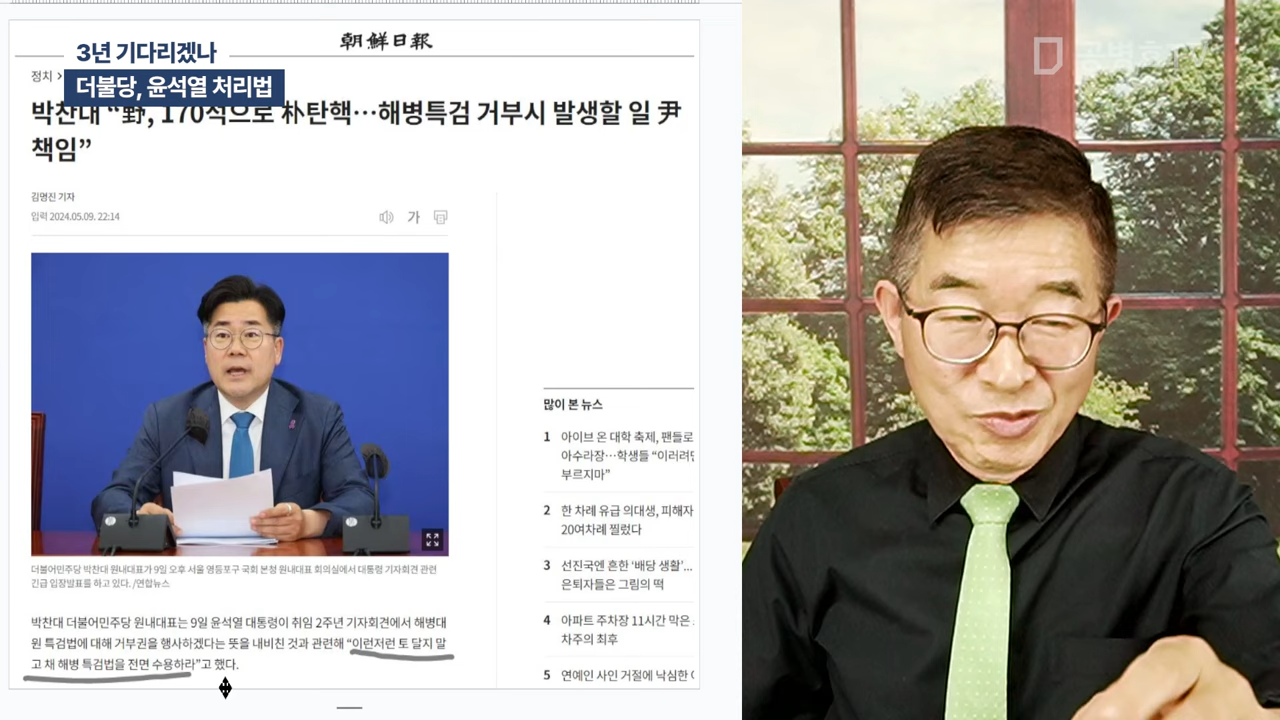 朝鮮日報
3년 기다리겠나
정치 >
더불당, 윤석열 처리법
박찬대 “野, 170석으로 朴탄핵…해병특검 거부시 발생할 일 尹
책임”
김명진 기자
입력 2024.05.09. 22:14
가
더불어민주당 박찬대 원내대표가 9일 오후 서울 영등포구 국회 본청 원내대표 회의실에서 대통령 기자회견 관련
긴급 입장발표를 하고 있다. /연합뉴스
박찬대 더불어민주당 원내대표는 9일 윤석열 대통령이 취임 2주년 기자회견에서 해병대
원 특검법에 대해 거부권을 행사하겠다는 뜻을 내비친 것과 관련해 “이런저런 토 달지 말
고 채 해병 특검법을 전면 수용하라”고 했다.
많이 본 뉴스
1 아이브 온 대학 축제, 팬들로
아수라장…학생들 “이러려면
부르지마”
2 한 차례 유급 의대생, 피해자
20여차례 찔렀다
3 선진국엔 흔한 ‘배당 생활’...
은퇴자들은 그림의 떡
4 아파트 주차장 11시간 막은
차주의 최후
5 연예인 사인 거절에 낙심한
공병호TV